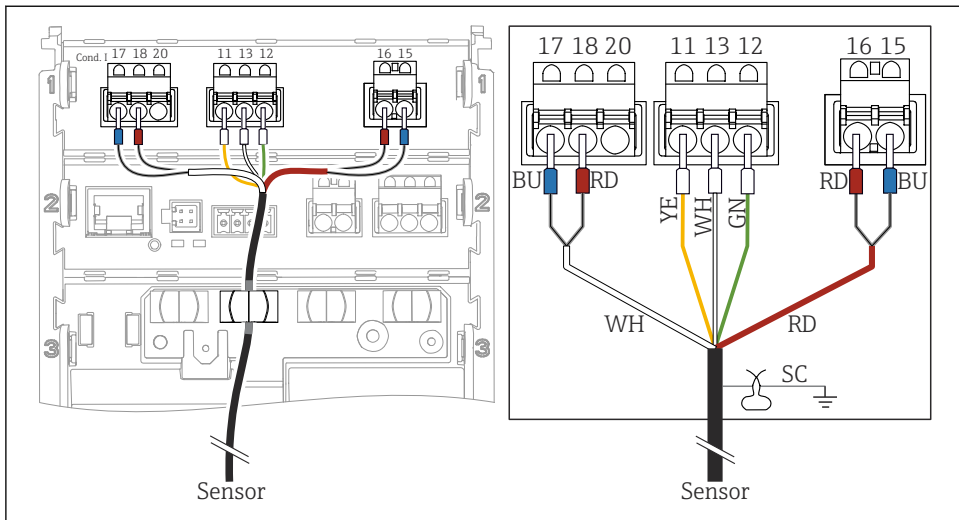 Cond. I 17 18 20 11 13 12 16 15
1
1
2
2
3
3
Sensor
17 18 20 11 13 12 16 15
BU RD YE WH GN RD BU
WH RD
SC
Sensor